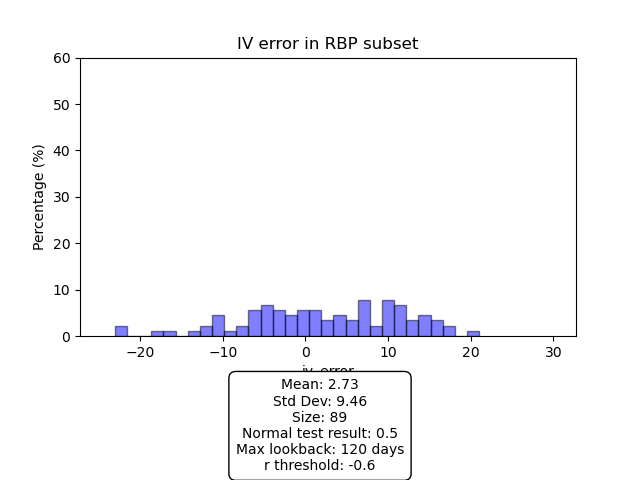 IV error in RBP subset
60
50
40
30
20
10
0
Percentage (%)
−20 −10 0 10 20 30
iv_error
Mean: 2.73
Std Dev: 9.46
Size: 89
Normal test result: 0.5
Max lookback: 120 days
r threshold: -0.6